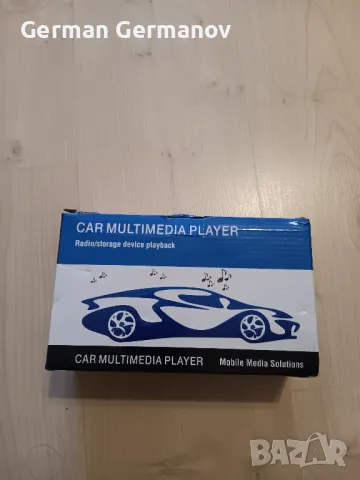 German Germanov
CAR MULTIMEDIA PLAYER
Radio/storage device playback
CAR MULTIMEDIA PLAYER
Mobile Media Solutions
BAZAR